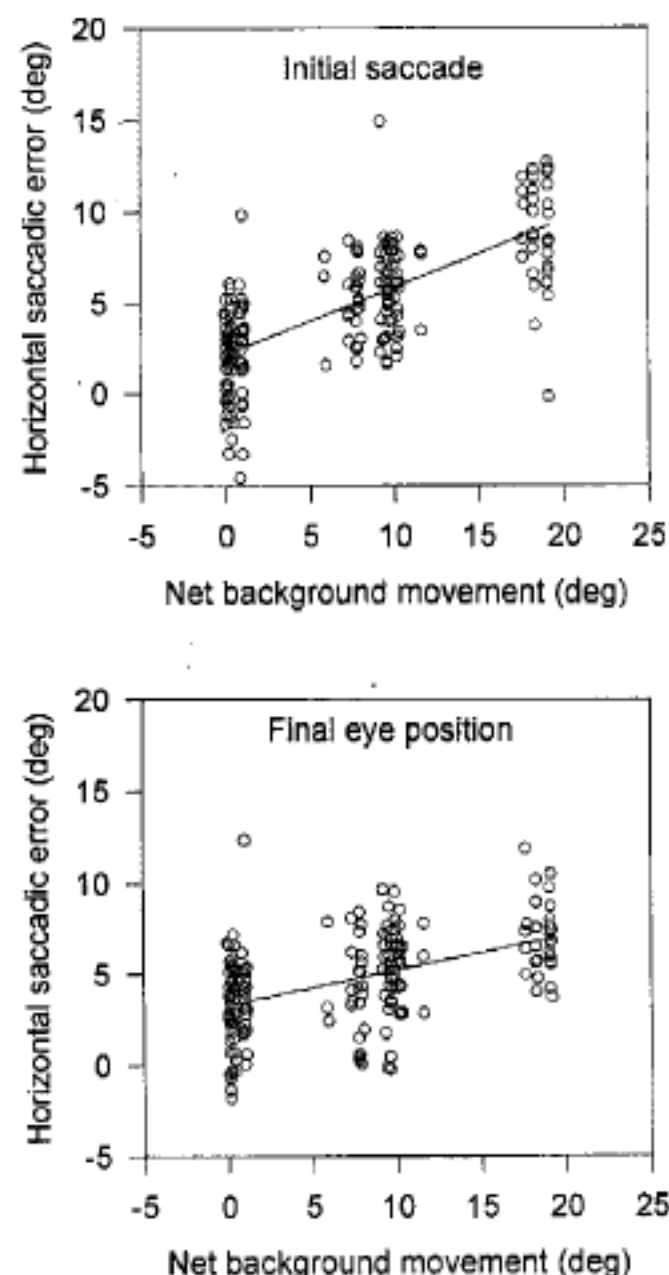 Initial saccade
Horizontal saccadic error (deg)
20
15
10
5
0
-5
-5 0 5 10 15 20 25
Net background movement (deg)
Final eye position
Horizontal saccadic error (deg)
20
15
10
5
0
-5
-5 0 5 10 15 20 25
Net background movement (deg)